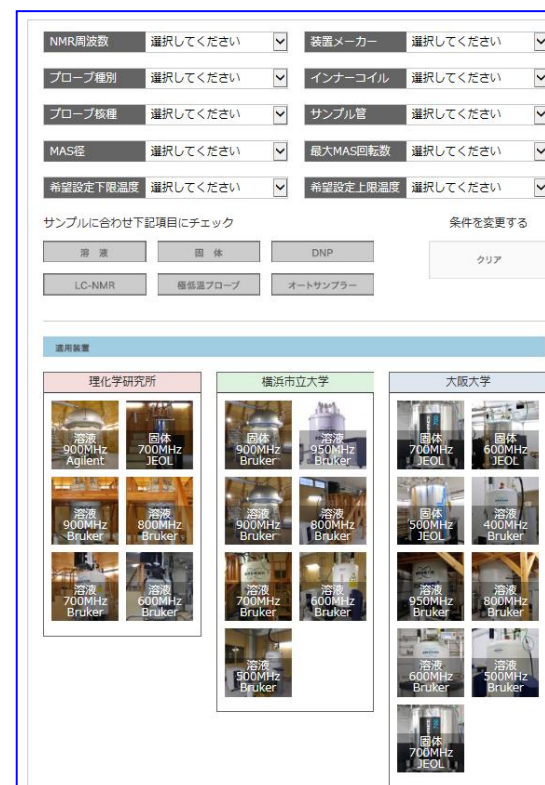 NMR周波数 選択してください 装置メーカー 選択してください
プローブ種別 選択してください インナーコイル 選択してください
プローブ核種 選択してください サンプル管 選択してください
MAS径 選択してください 最大MAS回転数 選択してください
希望設定下限温度 選択してください 希望設定上限温度 選択してください
サンプルに合わせ下記項目にチェック 条件を変更する
溶 液 固 体 DNP クリア
LC-NMR 極低温プローブ オートサンプラー
適用装置
理化学研究所 横浜市立大学 大阪大学
溶液 固体 固体 溶液 固体 固体
900MHz 700MHz 900MHz 950MHz 700MHz 600MHz
Agilent JEOL Bruker Bruker JEOL JEOL
溶液 溶液 溶液 溶液 固体 溶液
900MHz 800MHz 900MHz 800MHz 500MHz 400MHz
Bruker Bruker Bruker Bruker JEOL Bruker
溶液 溶液 溶液 溶液 溶液 溶液
700MHz 600MHz 700MHz 600MHz 950MHz 800MHz
Bruker Bruker Bruker Bruker Bruker Bruker
溶液 溶液 溶液
500MHz 600MHz 500MHz
Bruker Bruker Bruker
固体
700MHz
JEOL